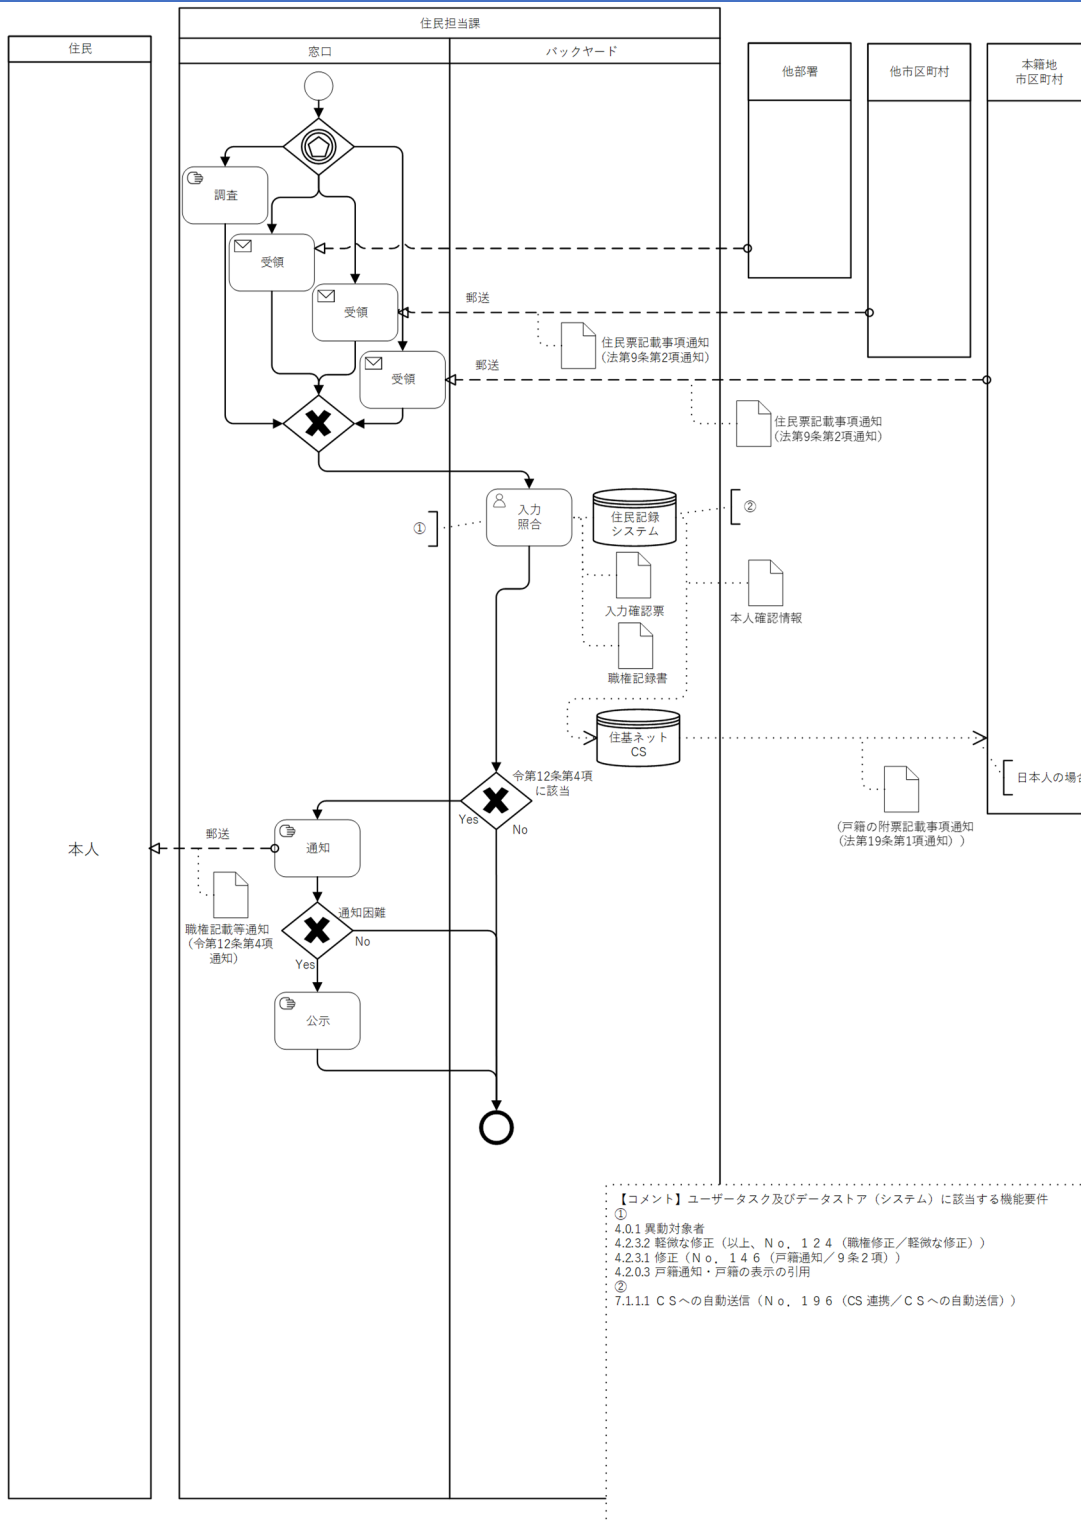 住民担当課
住民
窓口
バックヤード
他部署
他市区町村
本籍地
市区町村
調査
受領
郵送
受領
住民票記載事項通知
(法第9条第2項通知)
郵送
受領
住民票記載事項通知
(法第9条第2項通知)
①
入力
照合
住民記録
システム
②
入力確認票
本人確認情報
職権記録書
住基ネット
CS
令第12条第4項
に該当
日本人の場合
Yes
No
(戸籍の附票記載事項通知
(法第19条第1項通知))
郵送
本人
通知
通知困難
職権記載等通知
(令第12条第4項
通知)
No
Yes
公示
【コメント】ユーザータスク及びデータストア（システム）に該当する機能要件
①
4.0.1 異動対象者
4.2.3.2 軽微な修正（以上、Ｎｏ．１２４（職権修正／軽微な修正））
4.2.3.1 修正（Ｎｏ．１４６（戸籍通知／９条２項））
4.2.0.3 戸籍通知・戸籍の表示の引用
②
7.1.1.1 ＣＳへの自動送信（Ｎｏ．１９６（CS 連携／ＣＳへの自動送信））